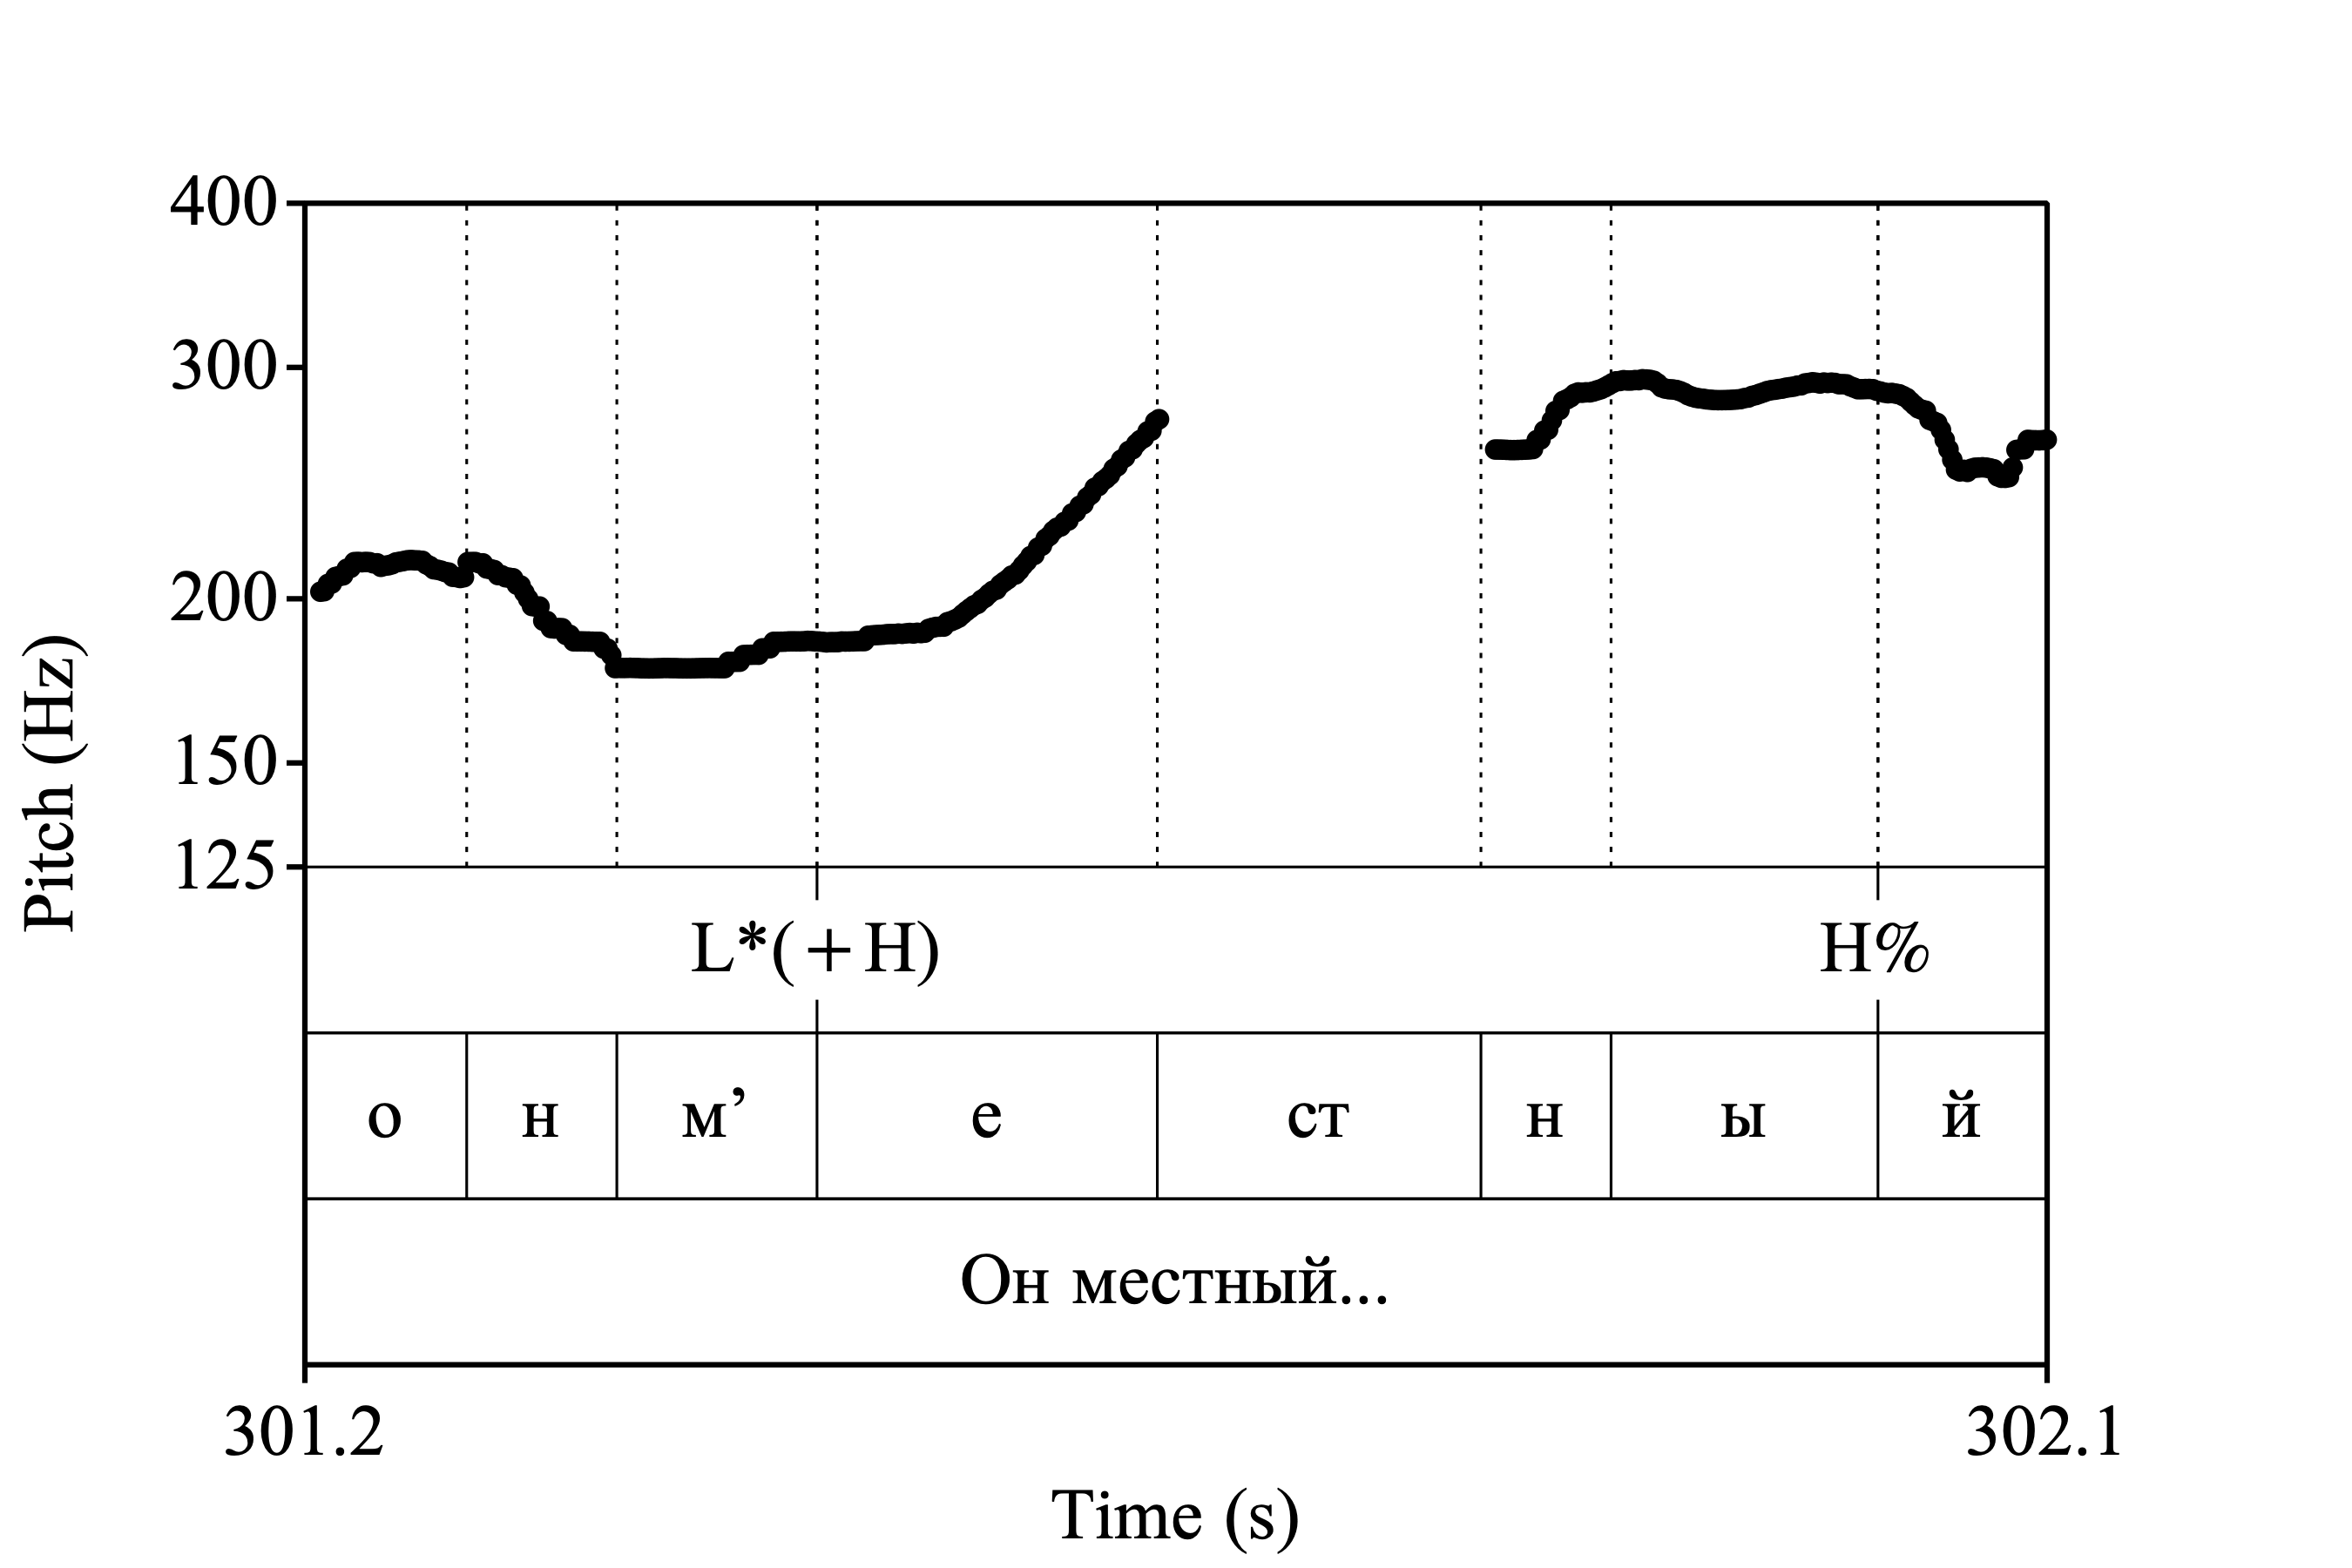 400
300
200
150
125
Pitch (Hz)
L*(+H) H%
о н м’ е ст н ы й
Он местный...
301.2 302.1
Time (s)